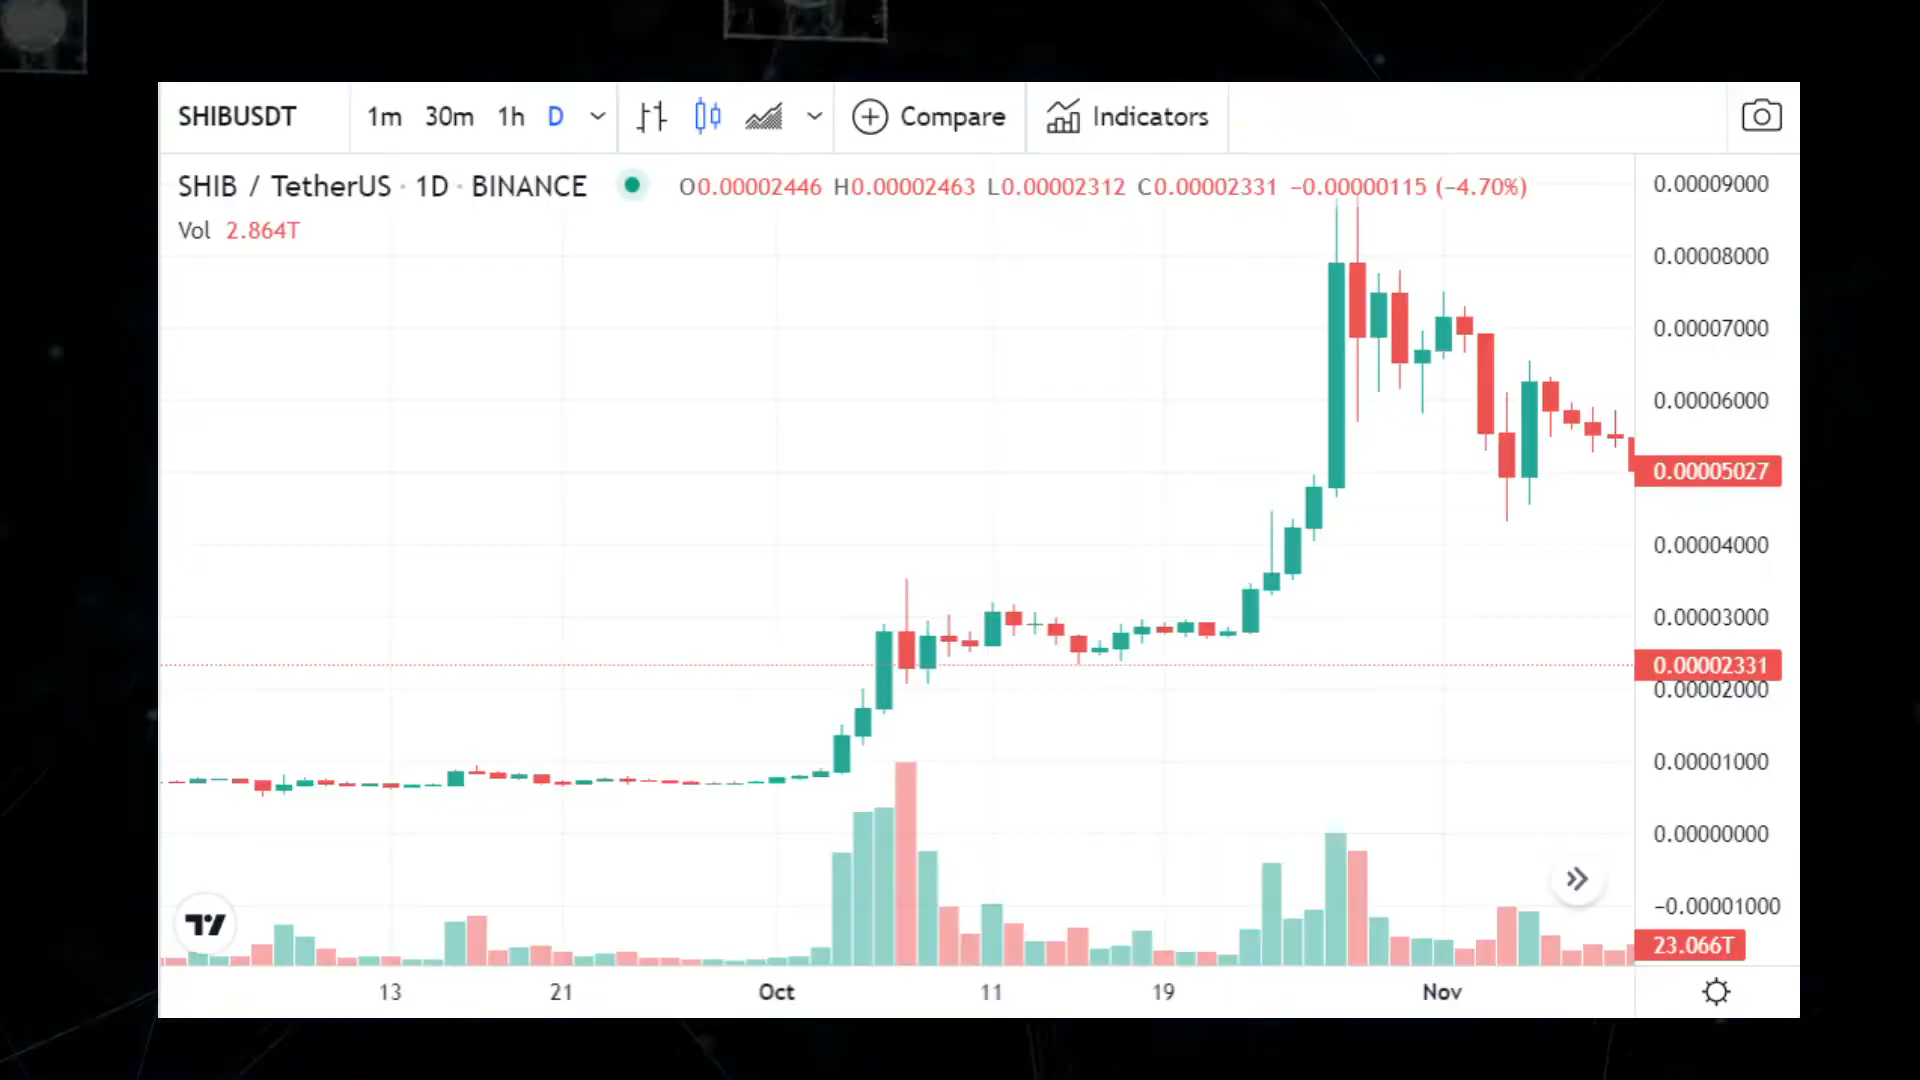 SHIBUSDT 1m 30m 1h D Compare Indicators
SHIB / TetherUS · 1D · BINANCE O0.00002446 H0.00002463 L0.00002312 C0.00002331 −0.00000115 (−4.70%)
Vol 2.864T
0.00009000
0.00008000
0.00007000
0.00006000
0.00005027
0.00004000
0.00003000
0.00002331
0.00002000
0.00001000
0.00000000
−0.00001000
23.066T
13 21 Oct 11 19 Nov